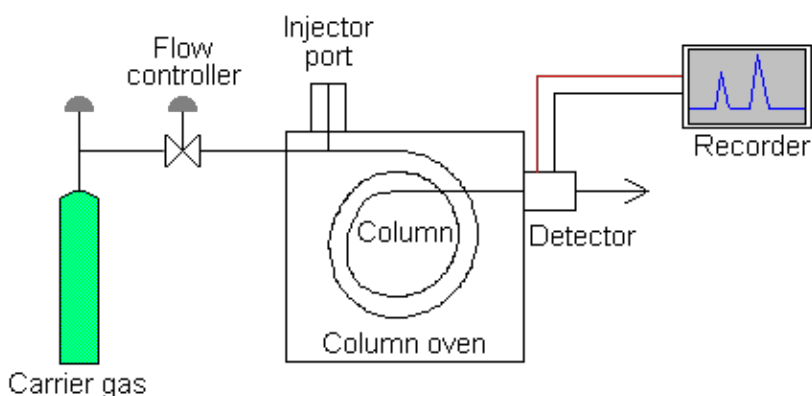 Injector
port
Flow
controller
Recorder
Column
Detector
Column oven
Carrier gas